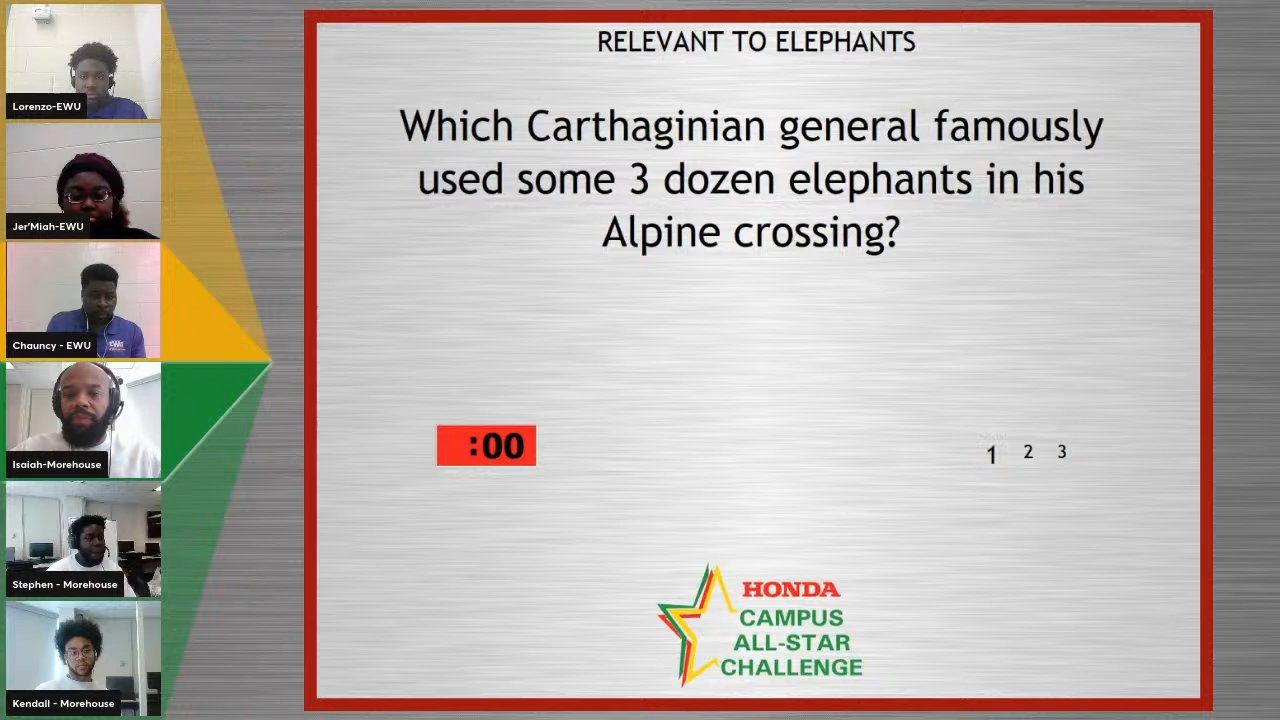 RELEVANT TO ELEPHANTS
Which Carthaginian general famously
used some 3 dozen elephants in his
Alpine crossing?
:00
1 2 3
HONDA
CAMPUS
ALL-STAR
CHALLENGE
Lorenzo-EWU
Jer'Miah-EWU
Chauncy - EWU
EWU
Isaiah-Morehouse
Stephen - Morehouse
Kendall - Morehouse